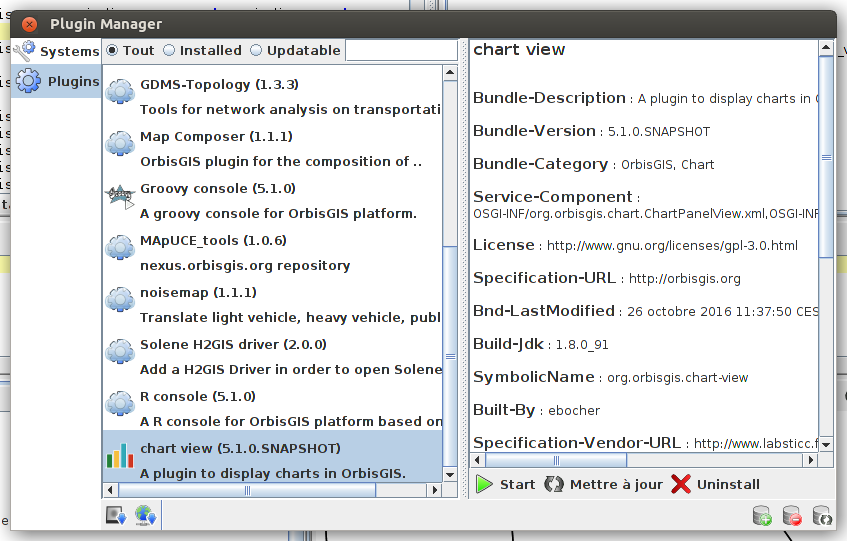 Plugin Manager
Systems
Plugins
Tout Installed Updatable
GDMS-Topology (1.3.3)
Tools for network analysis on transportati
Map Composer (1.1.1)
OrbisGIS plugin for the composition of ..
Groovy console (5.1.0)
A groovy console for OrbisGIS platform.
MApUCE_tools (1.0.6)
nexus.orbisgis.org repository
noisemap (1.1.1)
Translate light vehicle, heavy vehicle, publ
Solene H2GIS driver (2.0.0)
Add a H2GIS Driver in order to open Solene
R console (5.1.0)
A R console for OrbisGIS platform based on
chart view (5.1.0.SNAPSHOT)
A plugin to display charts in OrbisGIS.
chart view
Bundle-Description : A plugin to display charts in
Bundle-Version : 5.1.0.SNAPSHOT
Bundle-Category : OrbisGIS, Chart
Service-Component :
OSGI-INF/org.orbisgis.chart.ChartPanelView.xml,OSGI-INF
License : http://www.gnu.org/licenses/gpl-3.0.html
Specification-URL : http://orbisgis.org
Bnd-LastModified : 26 octobre 2016 11:37:50 CES
Build-Jdk : 1.8.0_91
SymbolicName : org.orbisgis.chart-view
Built-By : ebocher
Specification-Vendor-URL : http://www.labsticc.f
Start Mettre à jour Uninstall